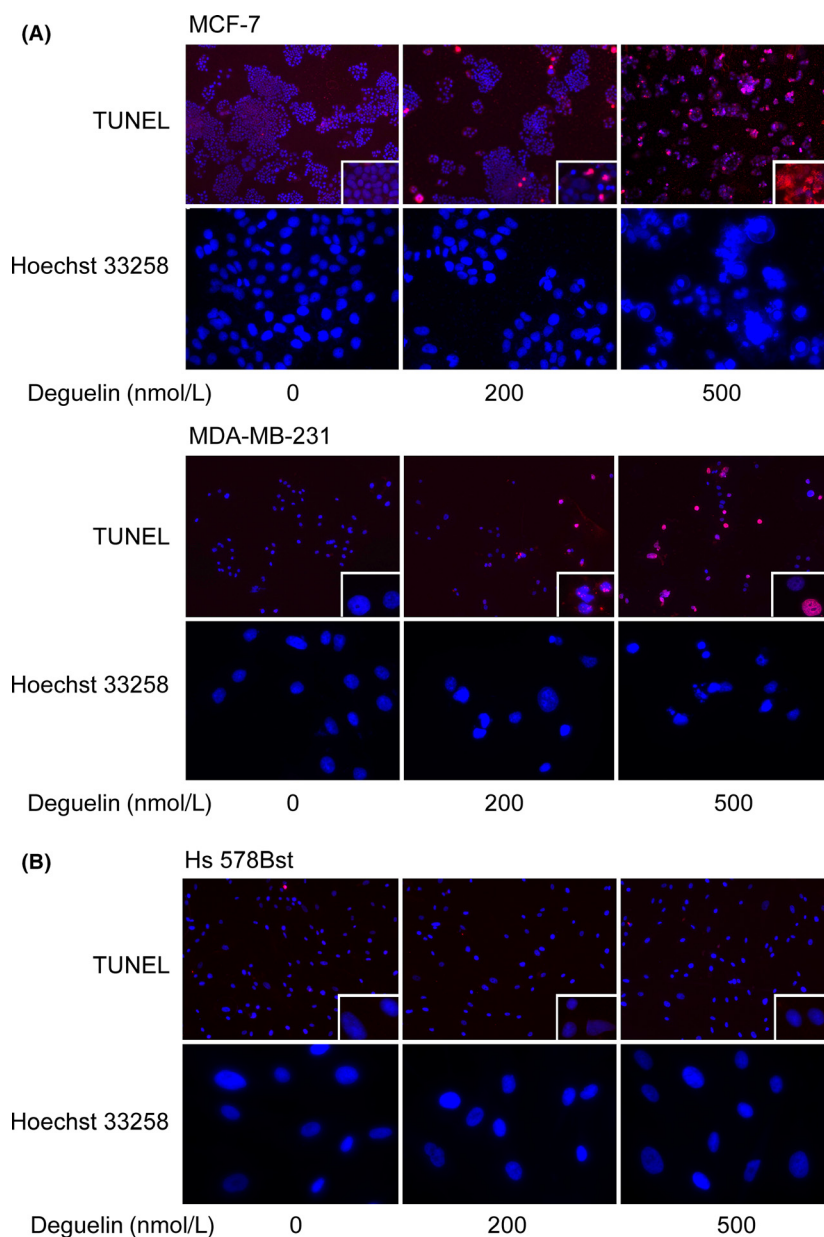 (A)
MCF-7
TUNEL
Hoechst 33258
Deguelin (nmol/L) 0 200 500
MDA-MB-231
TUNEL
Hoechst 33258
Deguelin (nmol/L) 0 200 500
(B)
Hs 578Bst
TUNEL
Hoechst 33258
Deguelin (nmol/L) 0 200 500